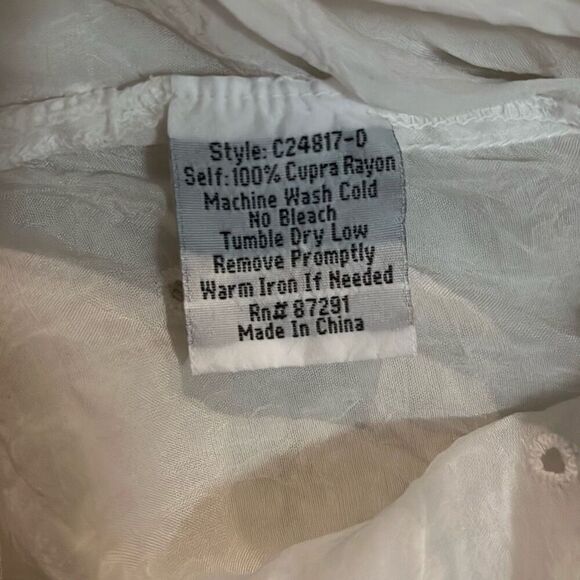 Style: C24817-0
Self:100% Cupra Rayon
Machine Wash Cold
No Bleach
Tumble Dry Low
Remove Promptly
Warm Iron If Needed
Rn# 87291
Made In China